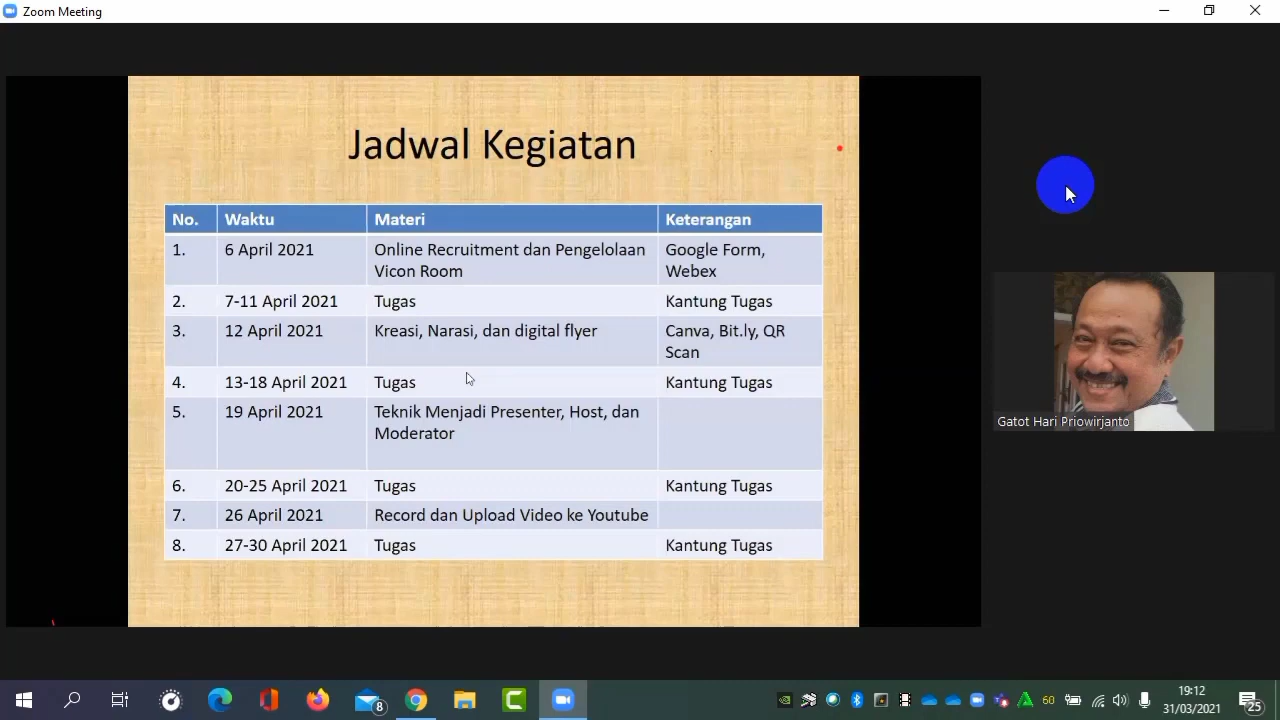 Zoom Meeting
Jadwal Kegiatan
No. Waktu Materi Keterangan
1. 6 April 2021 Online Recruitment dan Pengelolaan Google Form,
Vicon Room Webex
2. 7-11 April 2021 Tugas Kantung Tugas
3. 12 April 2021 Kreasi, Narasi, dan digital flyer Canva, Bit.ly, QR
Scan
4. 13-18 April 2021 Tugas Kantung Tugas
5. 19 April 2021 Teknik Menjadi Presenter, Host, dan
Moderator
6. 20-25 April 2021 Tugas Kantung Tugas
7. 26 April 2021 Record dan Upload Video ke Youtube
8. 27-30 April 2021 Tugas Kantung Tugas
Gatot Hari Priowirjanto
8
60
19:12
31/03/2021
25